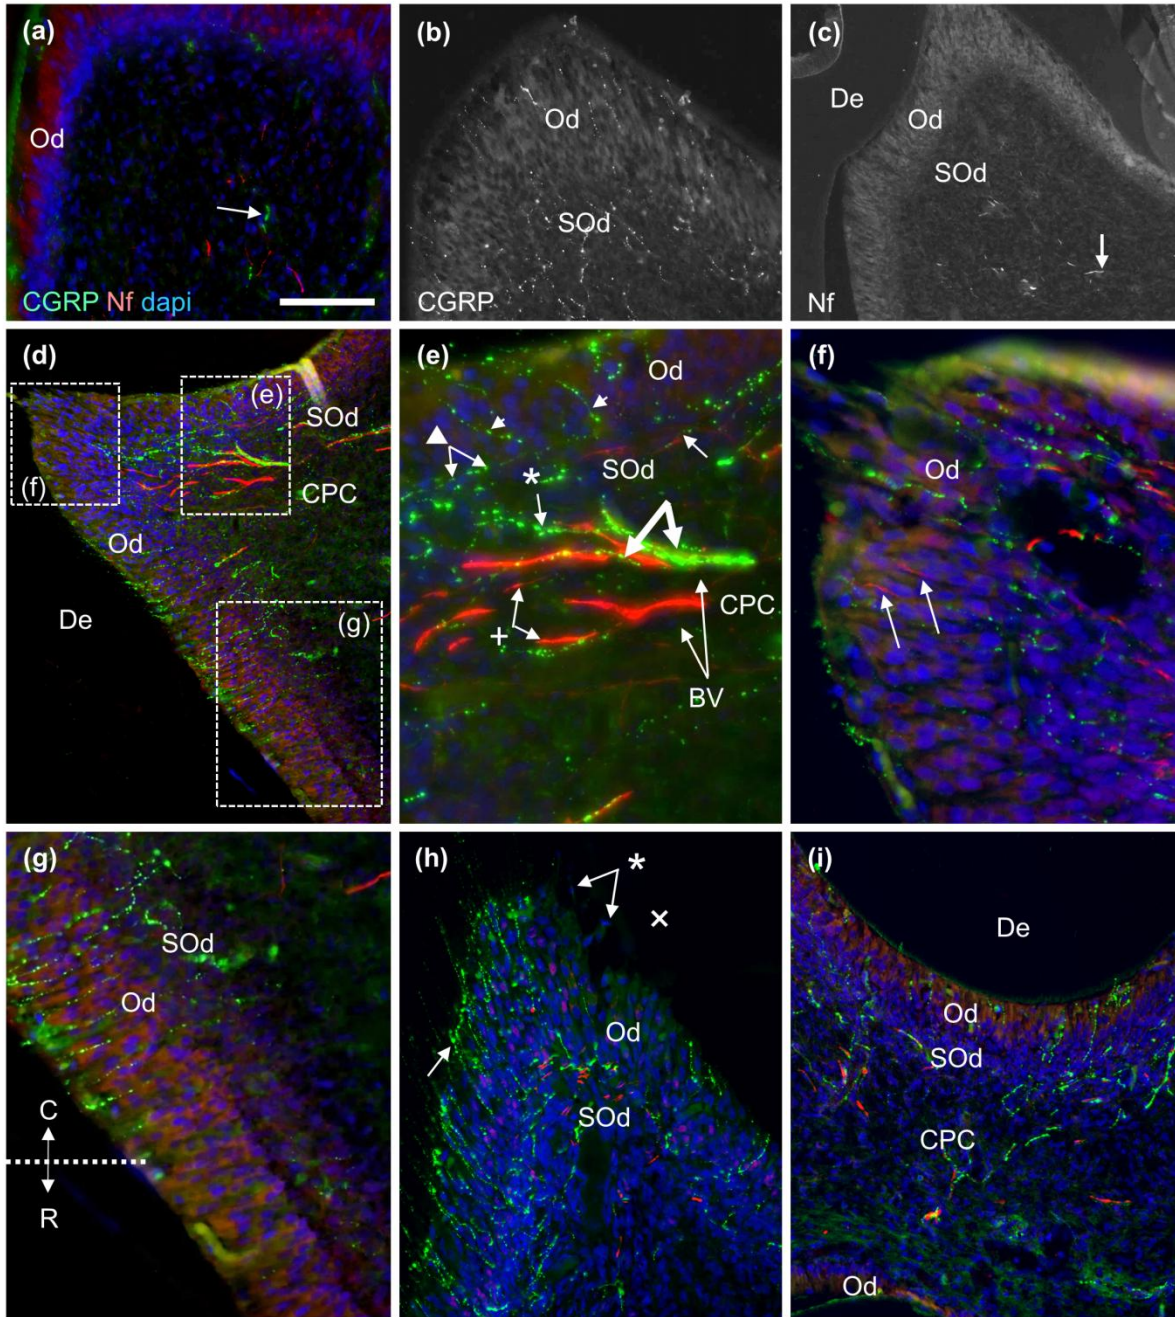 (a)
Od
CGRP Nf dapi
(b)
Od
SOd
CGRP
(c)
De
Od
SOd
Nf
(d)
(e)
SOd
(f)
CPC
Od
De
(g)
(e)
Od
SOd
*
CPC
+
BV
(f)
Od
(g)
SOd
Od
C
R
(h)
*
×
Od
SOd
(i)
De
Od
SOd
CPC
Od